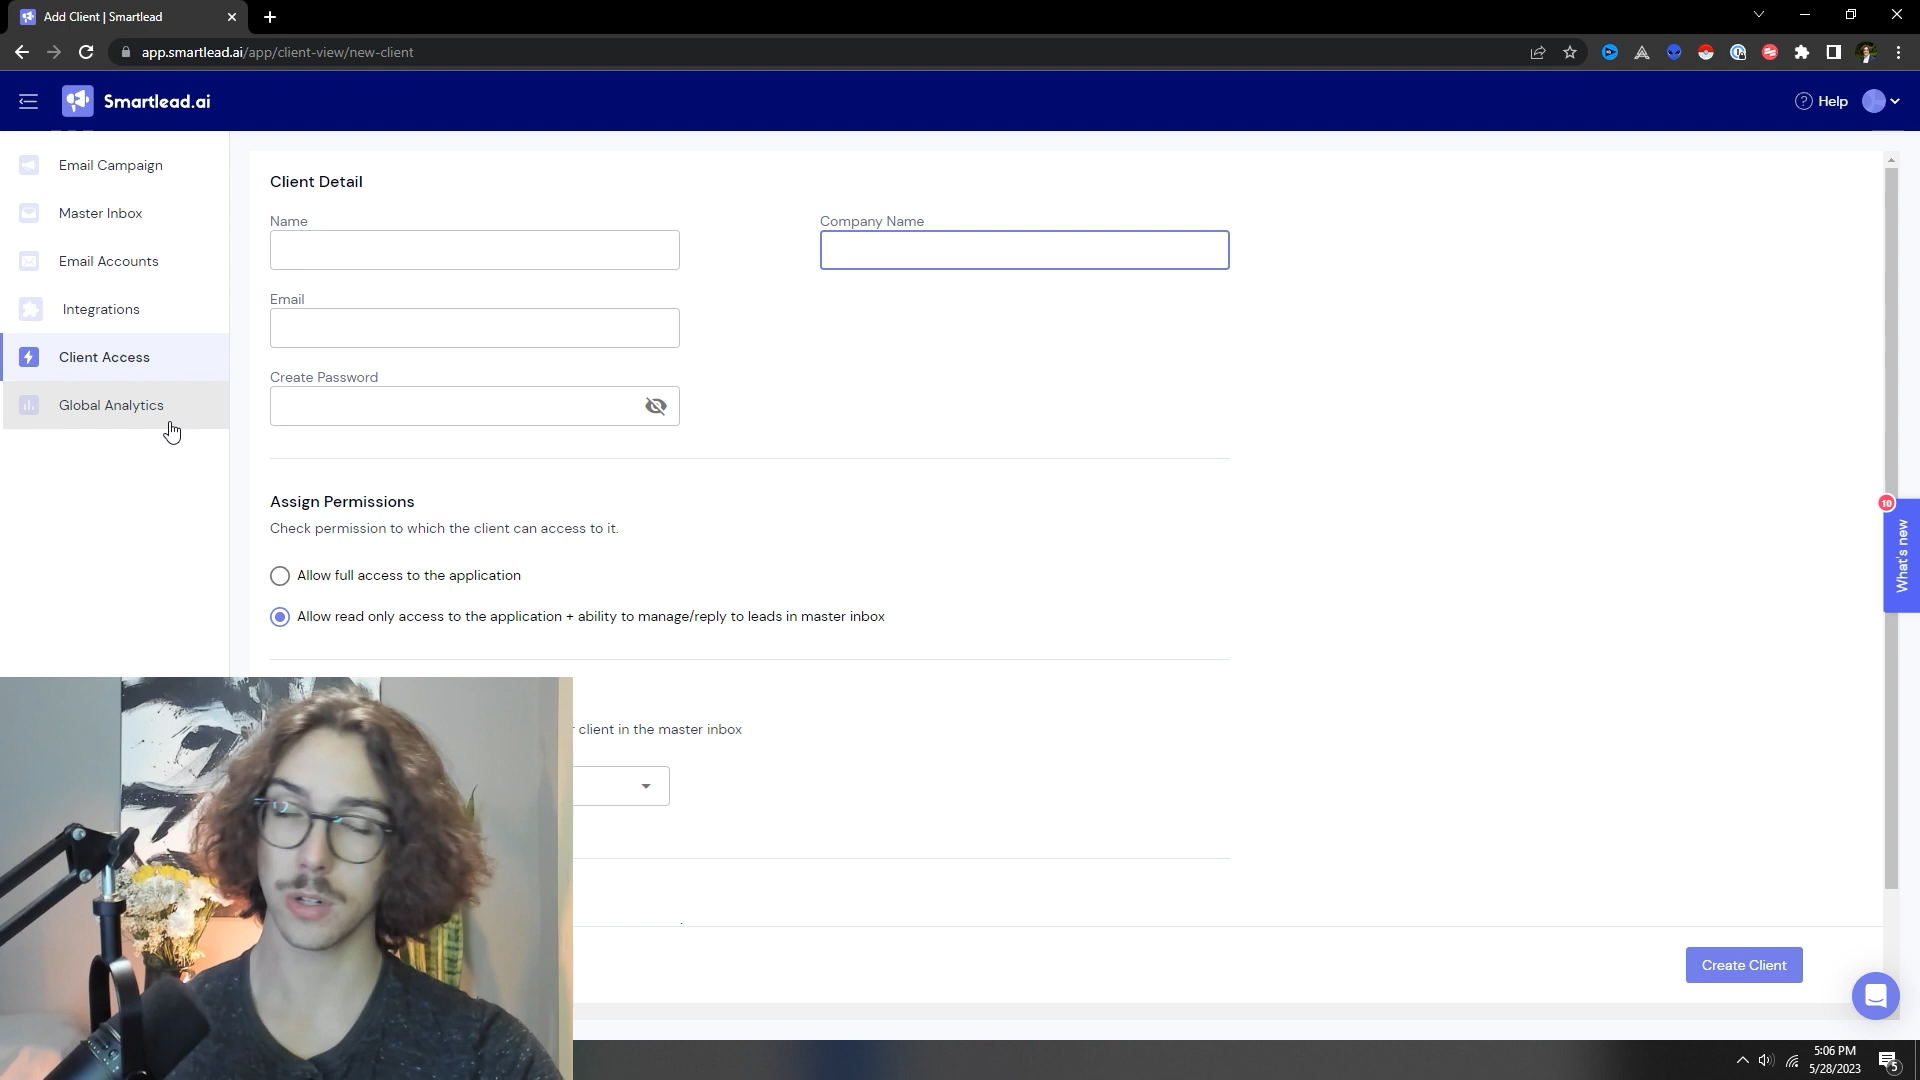 Add Client | Smartlead
app.smartlead.ai/app/client-view/new-client
Smartlead.ai
Help
Email Campaign
Master Inbox
Email Accounts
Integrations
Client Access
Global Analytics
Client Detail
Name
Company Name
Email
Create Password
Assign Permissions
Check permission to which the client can access to it.
Allow full access to the application
Allow read only access to the application + ability to manage/reply to leads in master inbox
client in the master inbox
10
What's new
Create Client
5:06 PM
5/28/2023
5